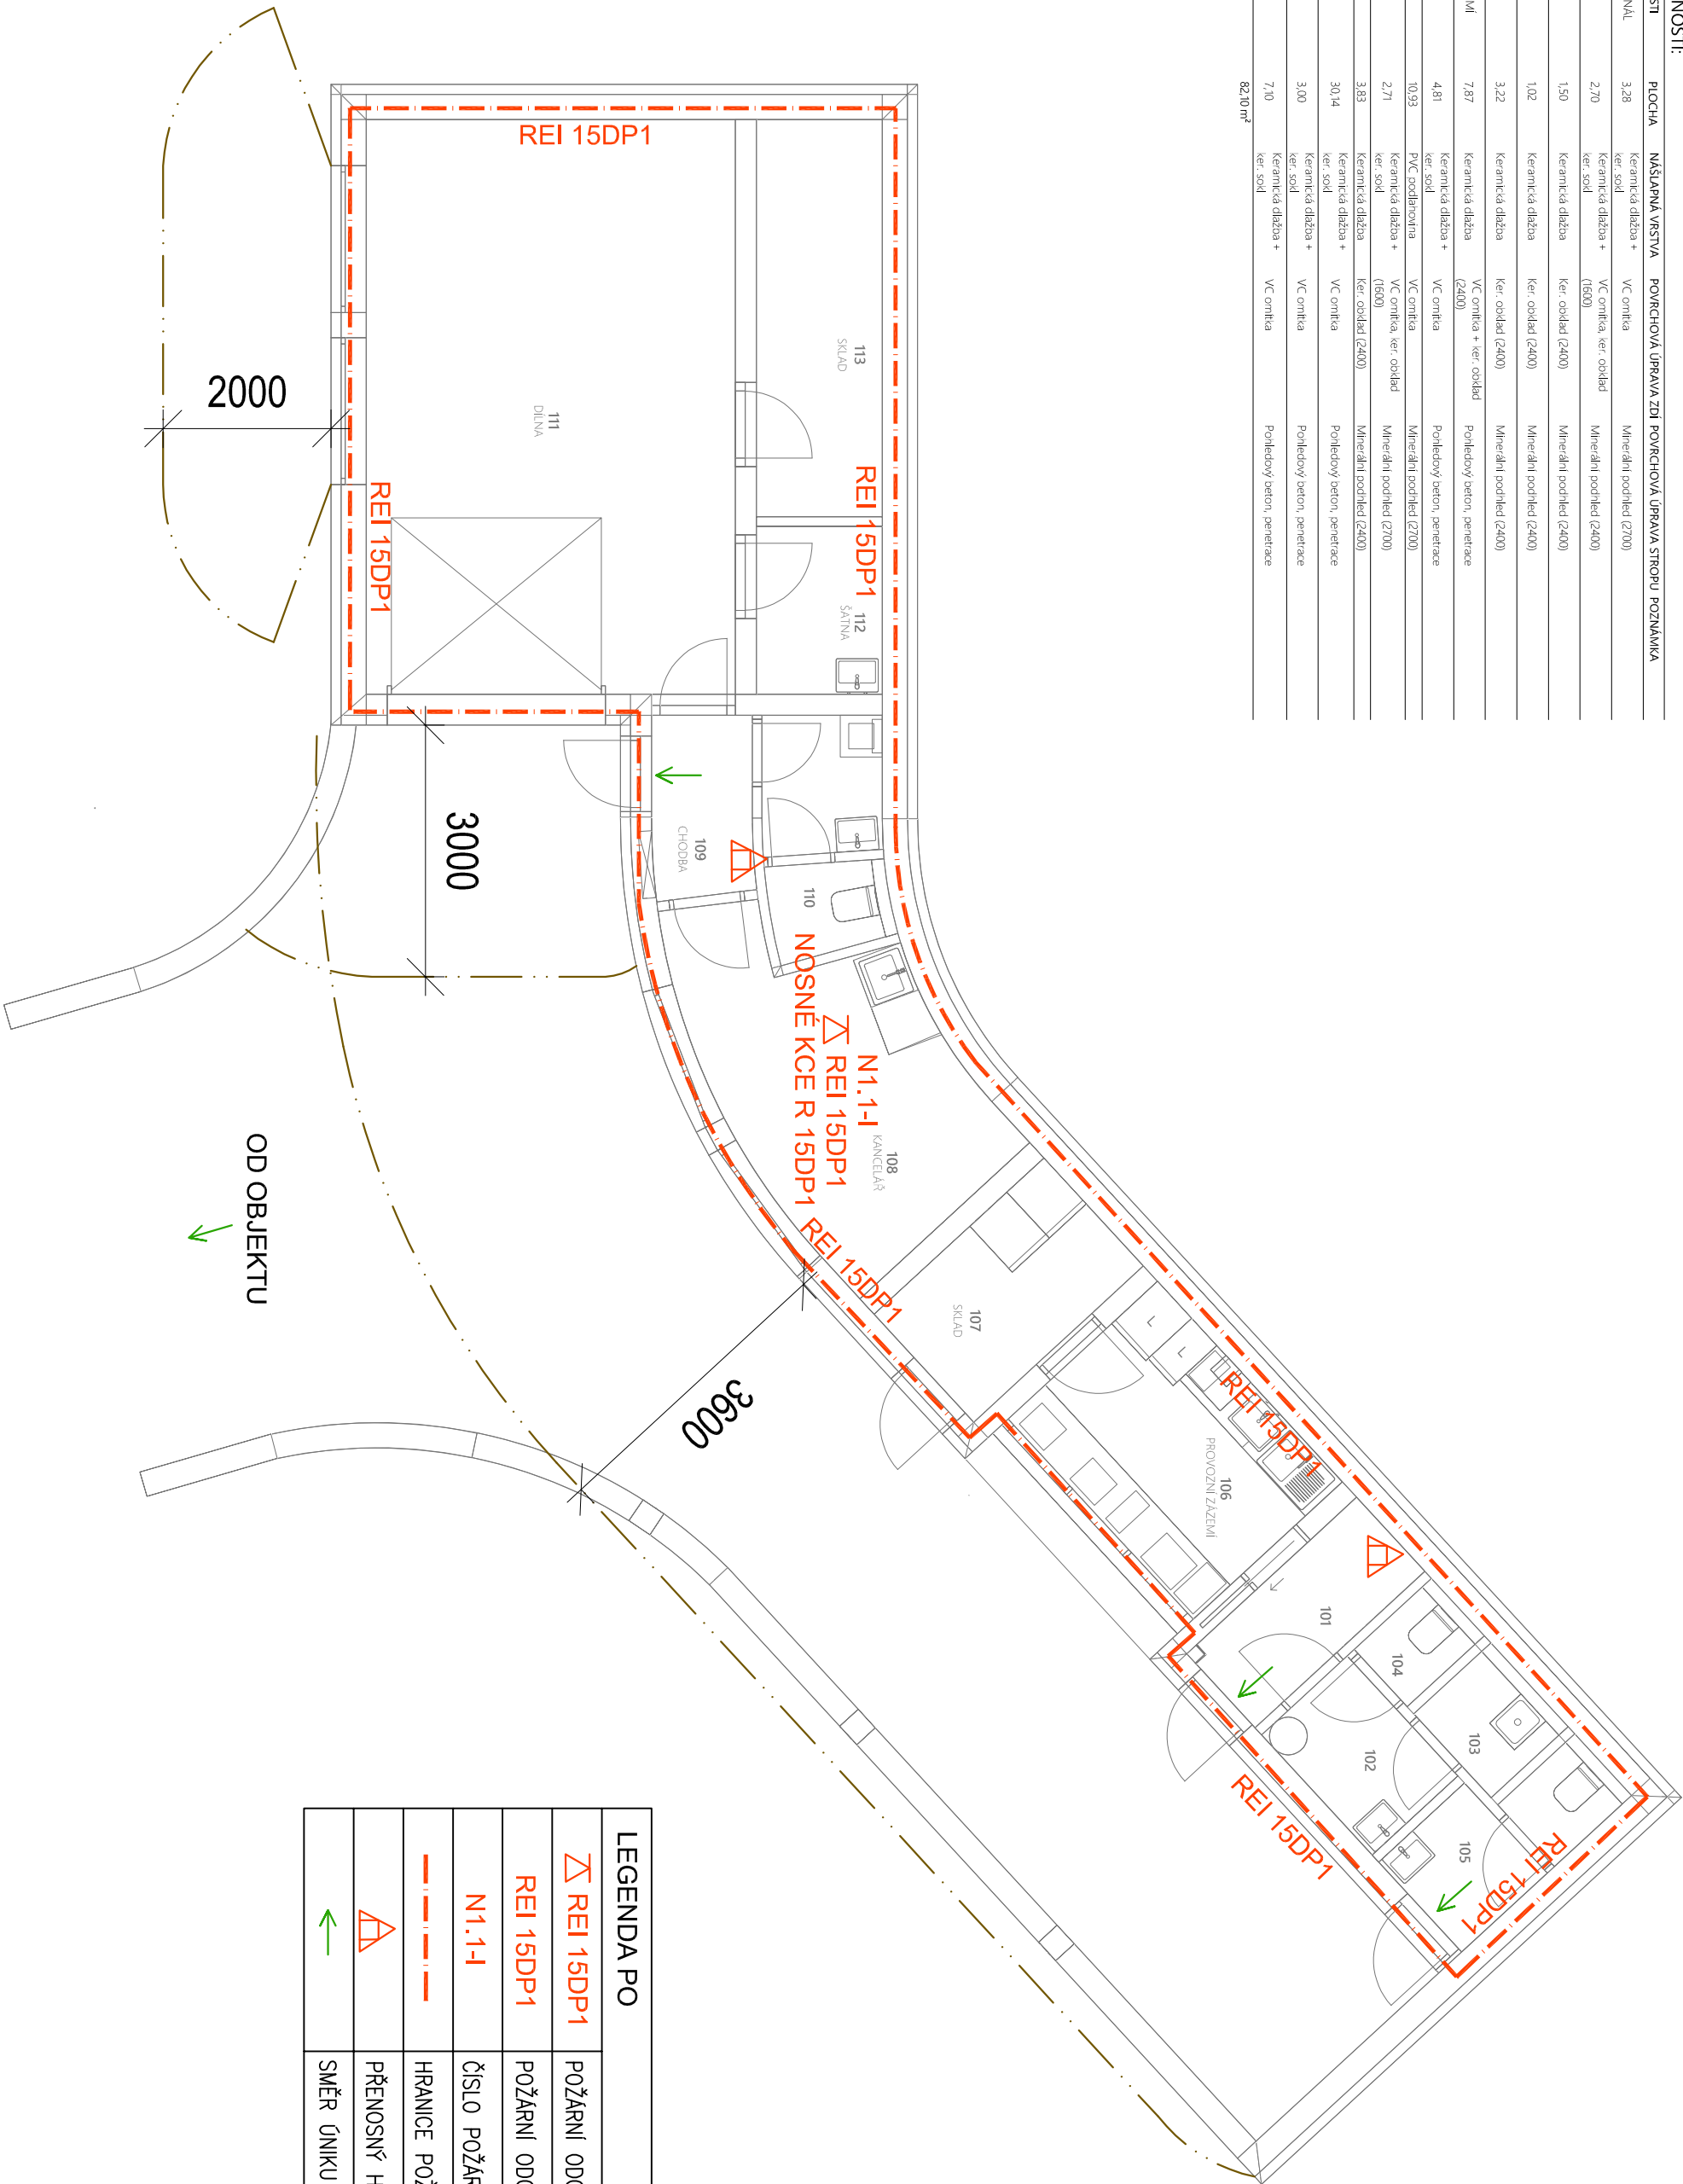 NOSTI:
STI PLOCHA NÁŠLAPNÁ VRSTVA POVRCHOVÁ ÚPRAVA ZDÍ POVRCHOVÁ ÚPRAVA STROPU POZNÁMKA
NÁL 3,28 Keramická dlažba + ker. sokl VC omítka Minerální podhled (2700)
2,70 Keramická dlažba + ker. sokl VC omítka, ker. obklad (1600) Minerální podhled (2400)
1,50 Keramická dlažba Ker. obklad (2400) Minerální podhled (2400)
1,02 Keramická dlažba Ker. obklad (2400) Minerální podhled (2400)
3,22 Keramická dlažba Ker. obklad (2400) Minerální podhled (2400)
MÍ 7,87 Keramická dlažba VC omítka + ker. obklad (2400) Pohledový beton, penetrace
4,81 Keramická dlažba + ker. sokl VC omítka Pohledový beton, penetrace
10,93 PVC podlahovina VC omítka Minerální podhled (2700)
2,71 Keramická dlažba + ker. sokl VC omítka, ker. obklad (1600) Minerální podhled (2700)
3,83 Keramická dlažba Ker. obklad (2400) Minerální podhled (2400)
30,14 Keramická dlažba + ker. sokl VC omítka Pohledový beton, penetrace
3,00 Keramická dlažba + ker. sokl VC omítka Pohledový beton, penetrace
7,10 Keramická dlažba + ker. sokl VC omítka Pohledový beton, penetrace
82,10 m²
REI 15DP1
113
SKLAD
REI 15DP1
112
ŠATNA
111
DÍLNA
REI 15DP1
2000
3000
109
CHODBA
110
N1.1-I
REI 15DP1
NOSNÉ KCE R 15DP1
108
KANCELÁŘ
REI 15DP1
107
SKLAD
3600
OD OBJEKTU
L
L
REI 15DP1
106
PROVOZNÍ ZÁZEMÍ
101
104
103
102
105
REI 15DP1
REI 15DP1
LEGENDA PO
REI 15DP1 POŽÁRNÍ ODO
REI 15DP1 POŽÁRNÍ ODO
N1.1-I ČÍSLO POŽÁR
HRANICE POŽ
PŘENOSNÝ H
SMĚR ÚNIKU